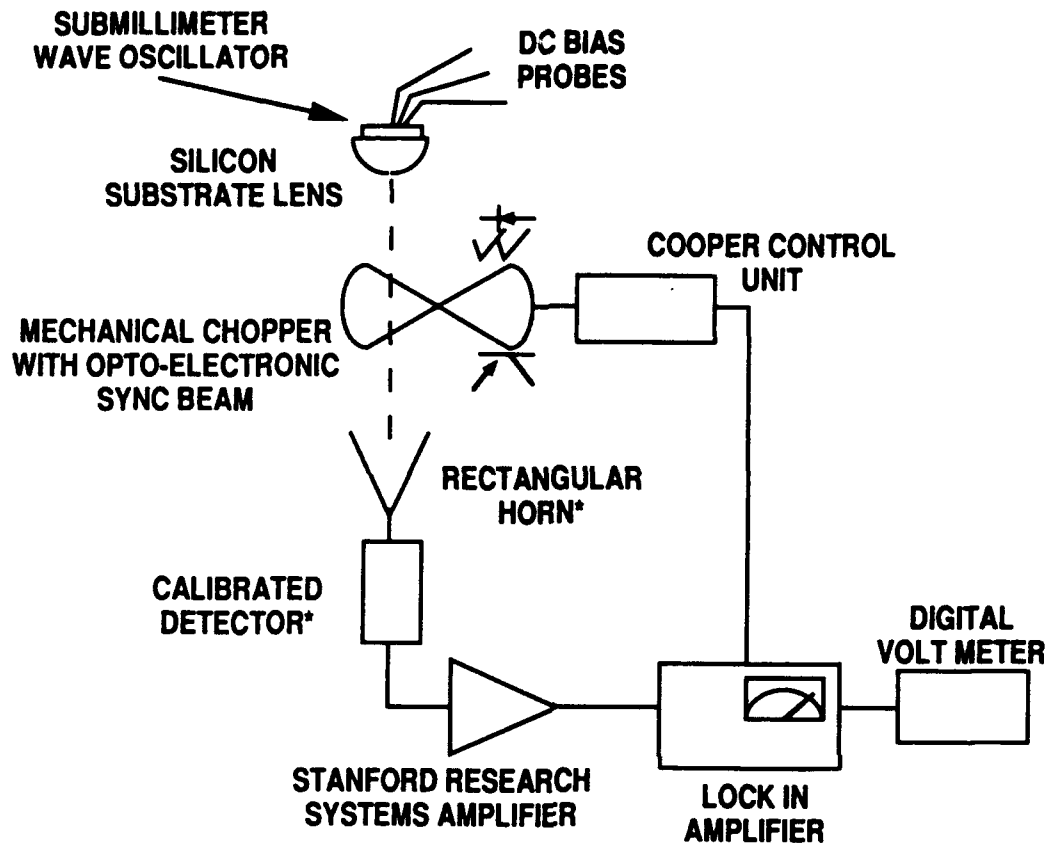 SUBMILLIMETER
WAVE OSCILLATOR
DC BIAS
PROBES
SILICON
SUBSTRATE LENS
COOPER CONTROL
UNIT
MECHANICAL CHOPPER
WITH OPTO-ELECTRONIC
SYNC BEAM
RECTANGULAR
HORN*
CALIBRATED
DETECTOR*
DIGITAL
VOLT METER
STANFORD RESEARCH
SYSTEMS AMPLIFIER
LOCK IN
AMPLIFIER